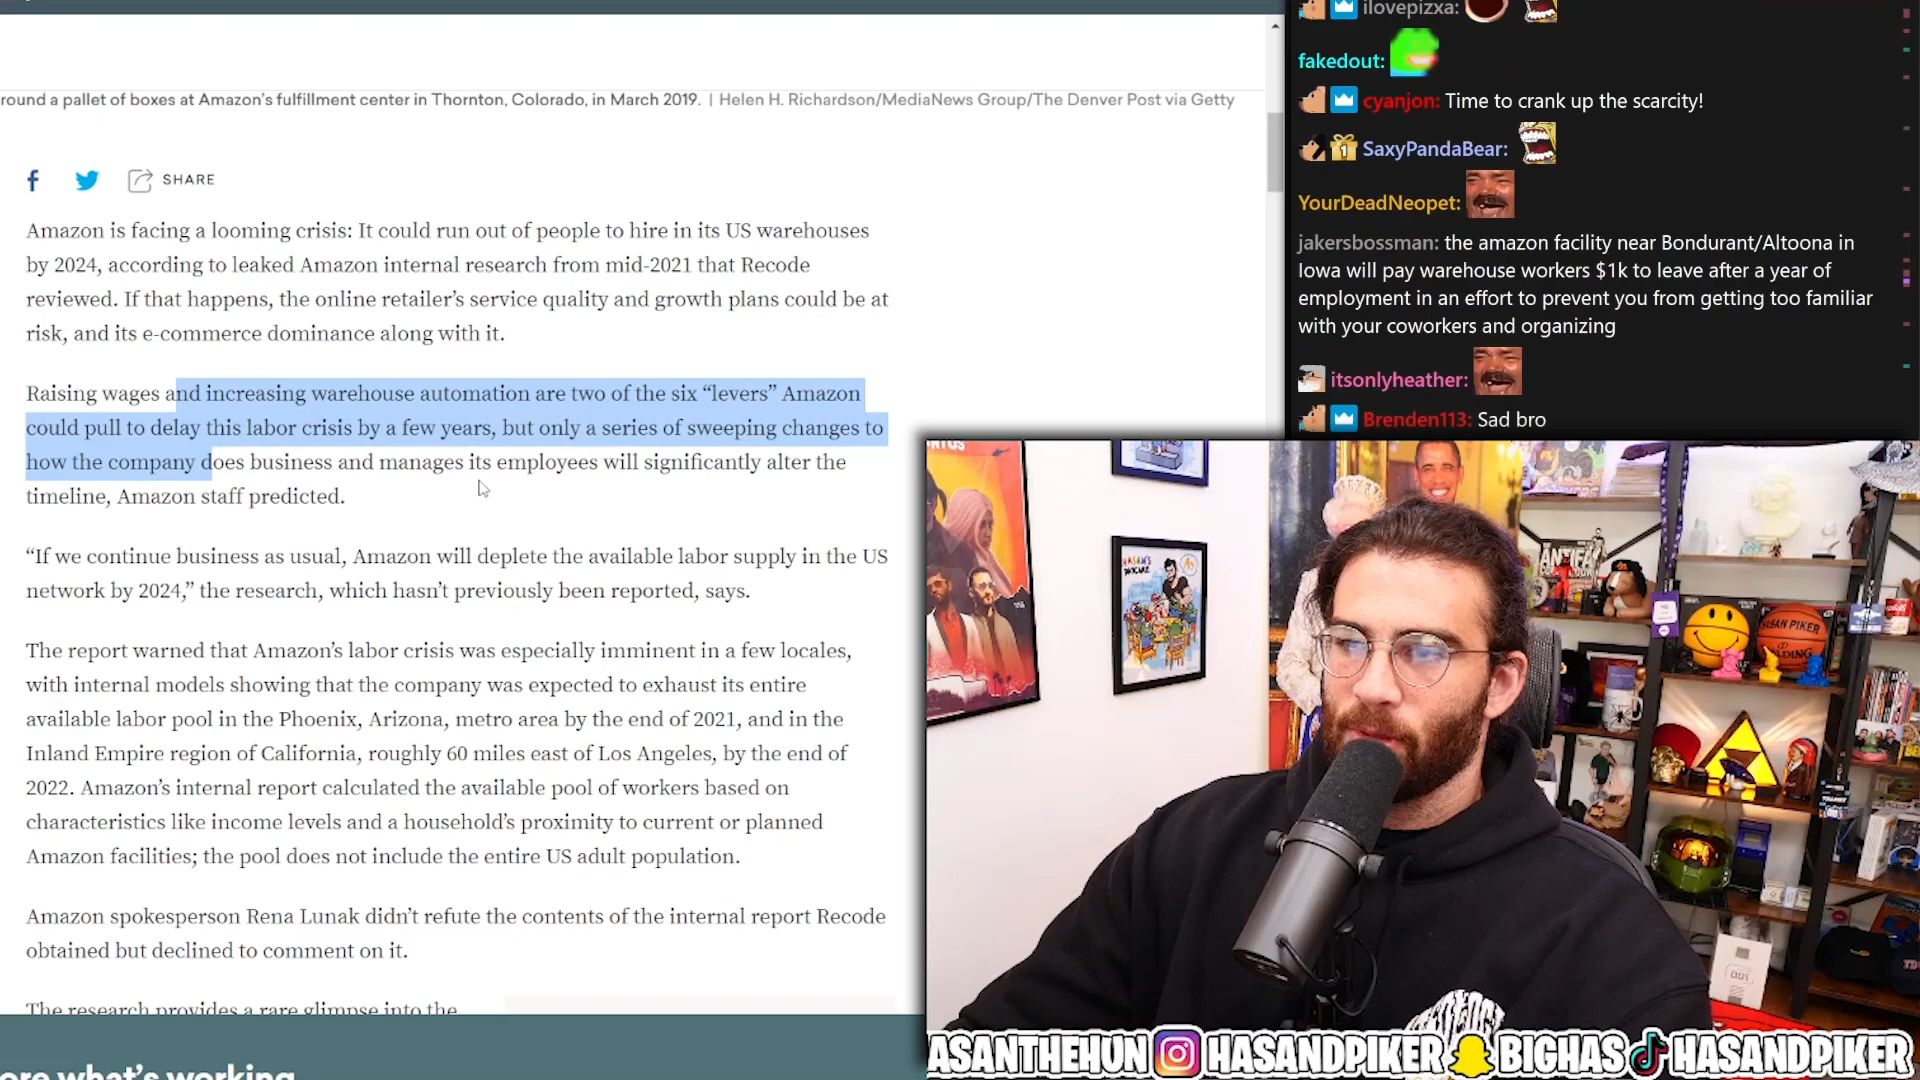 round a pallet of boxes at Amazon's fulfillment center in Thornton, Colorado, in March 2019. | Helen H. Richardson/MediaNews Group/The Denver Post via Getty
SHARE
Amazon is facing a looming crisis: It could run out of people to hire in its US warehouses
by 2024, according to leaked Amazon internal research from mid-2021 that Recode
reviewed. If that happens, the online retailer's service quality and growth plans could be at
risk, and its e-commerce dominance along with it.
Raising wages and increasing warehouse automation are two of the six “levers” Amazon
could pull to delay this labor crisis by a few years, but only a series of sweeping changes to
how the company does business and manages its employees will significantly alter the
timeline, Amazon staff predicted.
“If we continue business as usual, Amazon will deplete the available labor supply in the US
network by 2024,” the research, which hasn't previously been reported, says.
The report warned that Amazon's labor crisis was especially imminent in a few locales,
with internal models showing that the company was expected to exhaust its entire
available labor pool in the Phoenix, Arizona, metro area by the end of 2021, and in the
Inland Empire region of California, roughly 60 miles east of Los Angeles, by the end of
2022. Amazon's internal report calculated the available pool of workers based on
characteristics like income levels and a household's proximity to current or planned
Amazon facilities; the pool does not include the entire US adult population.
Amazon spokesperson Rena Lunak didn't refute the contents of the internal report Recode
obtained but declined to comment on it.
The research provides a rare glimpse into the
ore what's working
ilovepizxa:
fakedout:
cyanjon: Time to crank up the scarcity!
SaxyPandaBear:
YourDeadNeopet:
jakersbossman: the amazon facility near Bondurant/Altoona in
Iowa will pay warehouse workers $1k to leave after a year of
employment in an effort to prevent you from getting too familiar
with your coworkers and organizing
itsonlyheather:
Brenden113: Sad bro
HASAN PIKER
SPALDING
ASANTHEHUN HASANDPIKER BIGHAS HASANDPIKER